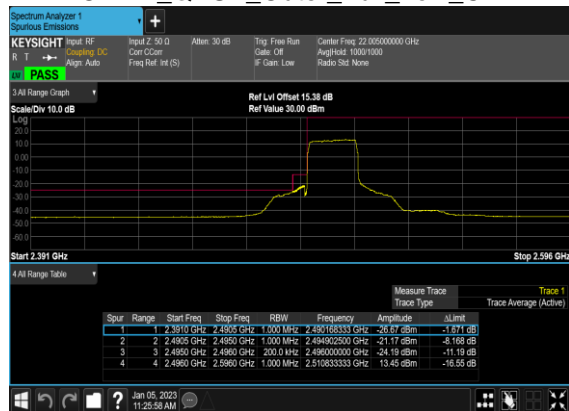 Spectrum Analyzer 1
Spurious Emissions
+
KEYSIGHT
R T
LXI PASS
Input: RF
Coupling: DC
Align: Auto
Input Z: 50 Ω
Corr CCorr
Freq Ref: Int (S)
Atten: 30 dB
Trig: Free Run
Gate: Off
IF Gain: Low
Center Freq: 22.005000000 GHz
Avg|Hold: 1000/1000
Radio Std: None
3 All Range Graph
Scale/Div 10.0 dB
Ref Lvl Offset 15.38 dB
Ref Value 30.00 dBm
Log
20.0
10.0
0.00
-10.0
-20.0
-30.0
-40.0
-50.0
-60.0
Start 2.391 GHz
Stop 2.596 GHz
4 All Range Table
Measure Trace Trace 1
Trace Type Trace Average (Active)
Spur Range Start Freq Stop Freq RBW Frequency Amplitude ΔLimit
1 1 2.3910 GHz 2.4905 GHz 1.000 MHz 2.490168333 GHz -26.67 dBm -1.671 dB
2 2 2.4905 GHz 2.4950 GHz 1.000 MHz 2.494902500 GHz -21.17 dBm -8.168 dB
3 3 2.4950 GHz 2.4960 GHz 200.0 kHz 2.496000000 GHz -24.19 dBm -11.19 dB
4 4 2.4960 GHz 2.5960 GHz 1.000 MHz 2.510833333 GHz 13.45 dBm -16.55 dB
?
Jan 05, 2023
11:25:58 AM